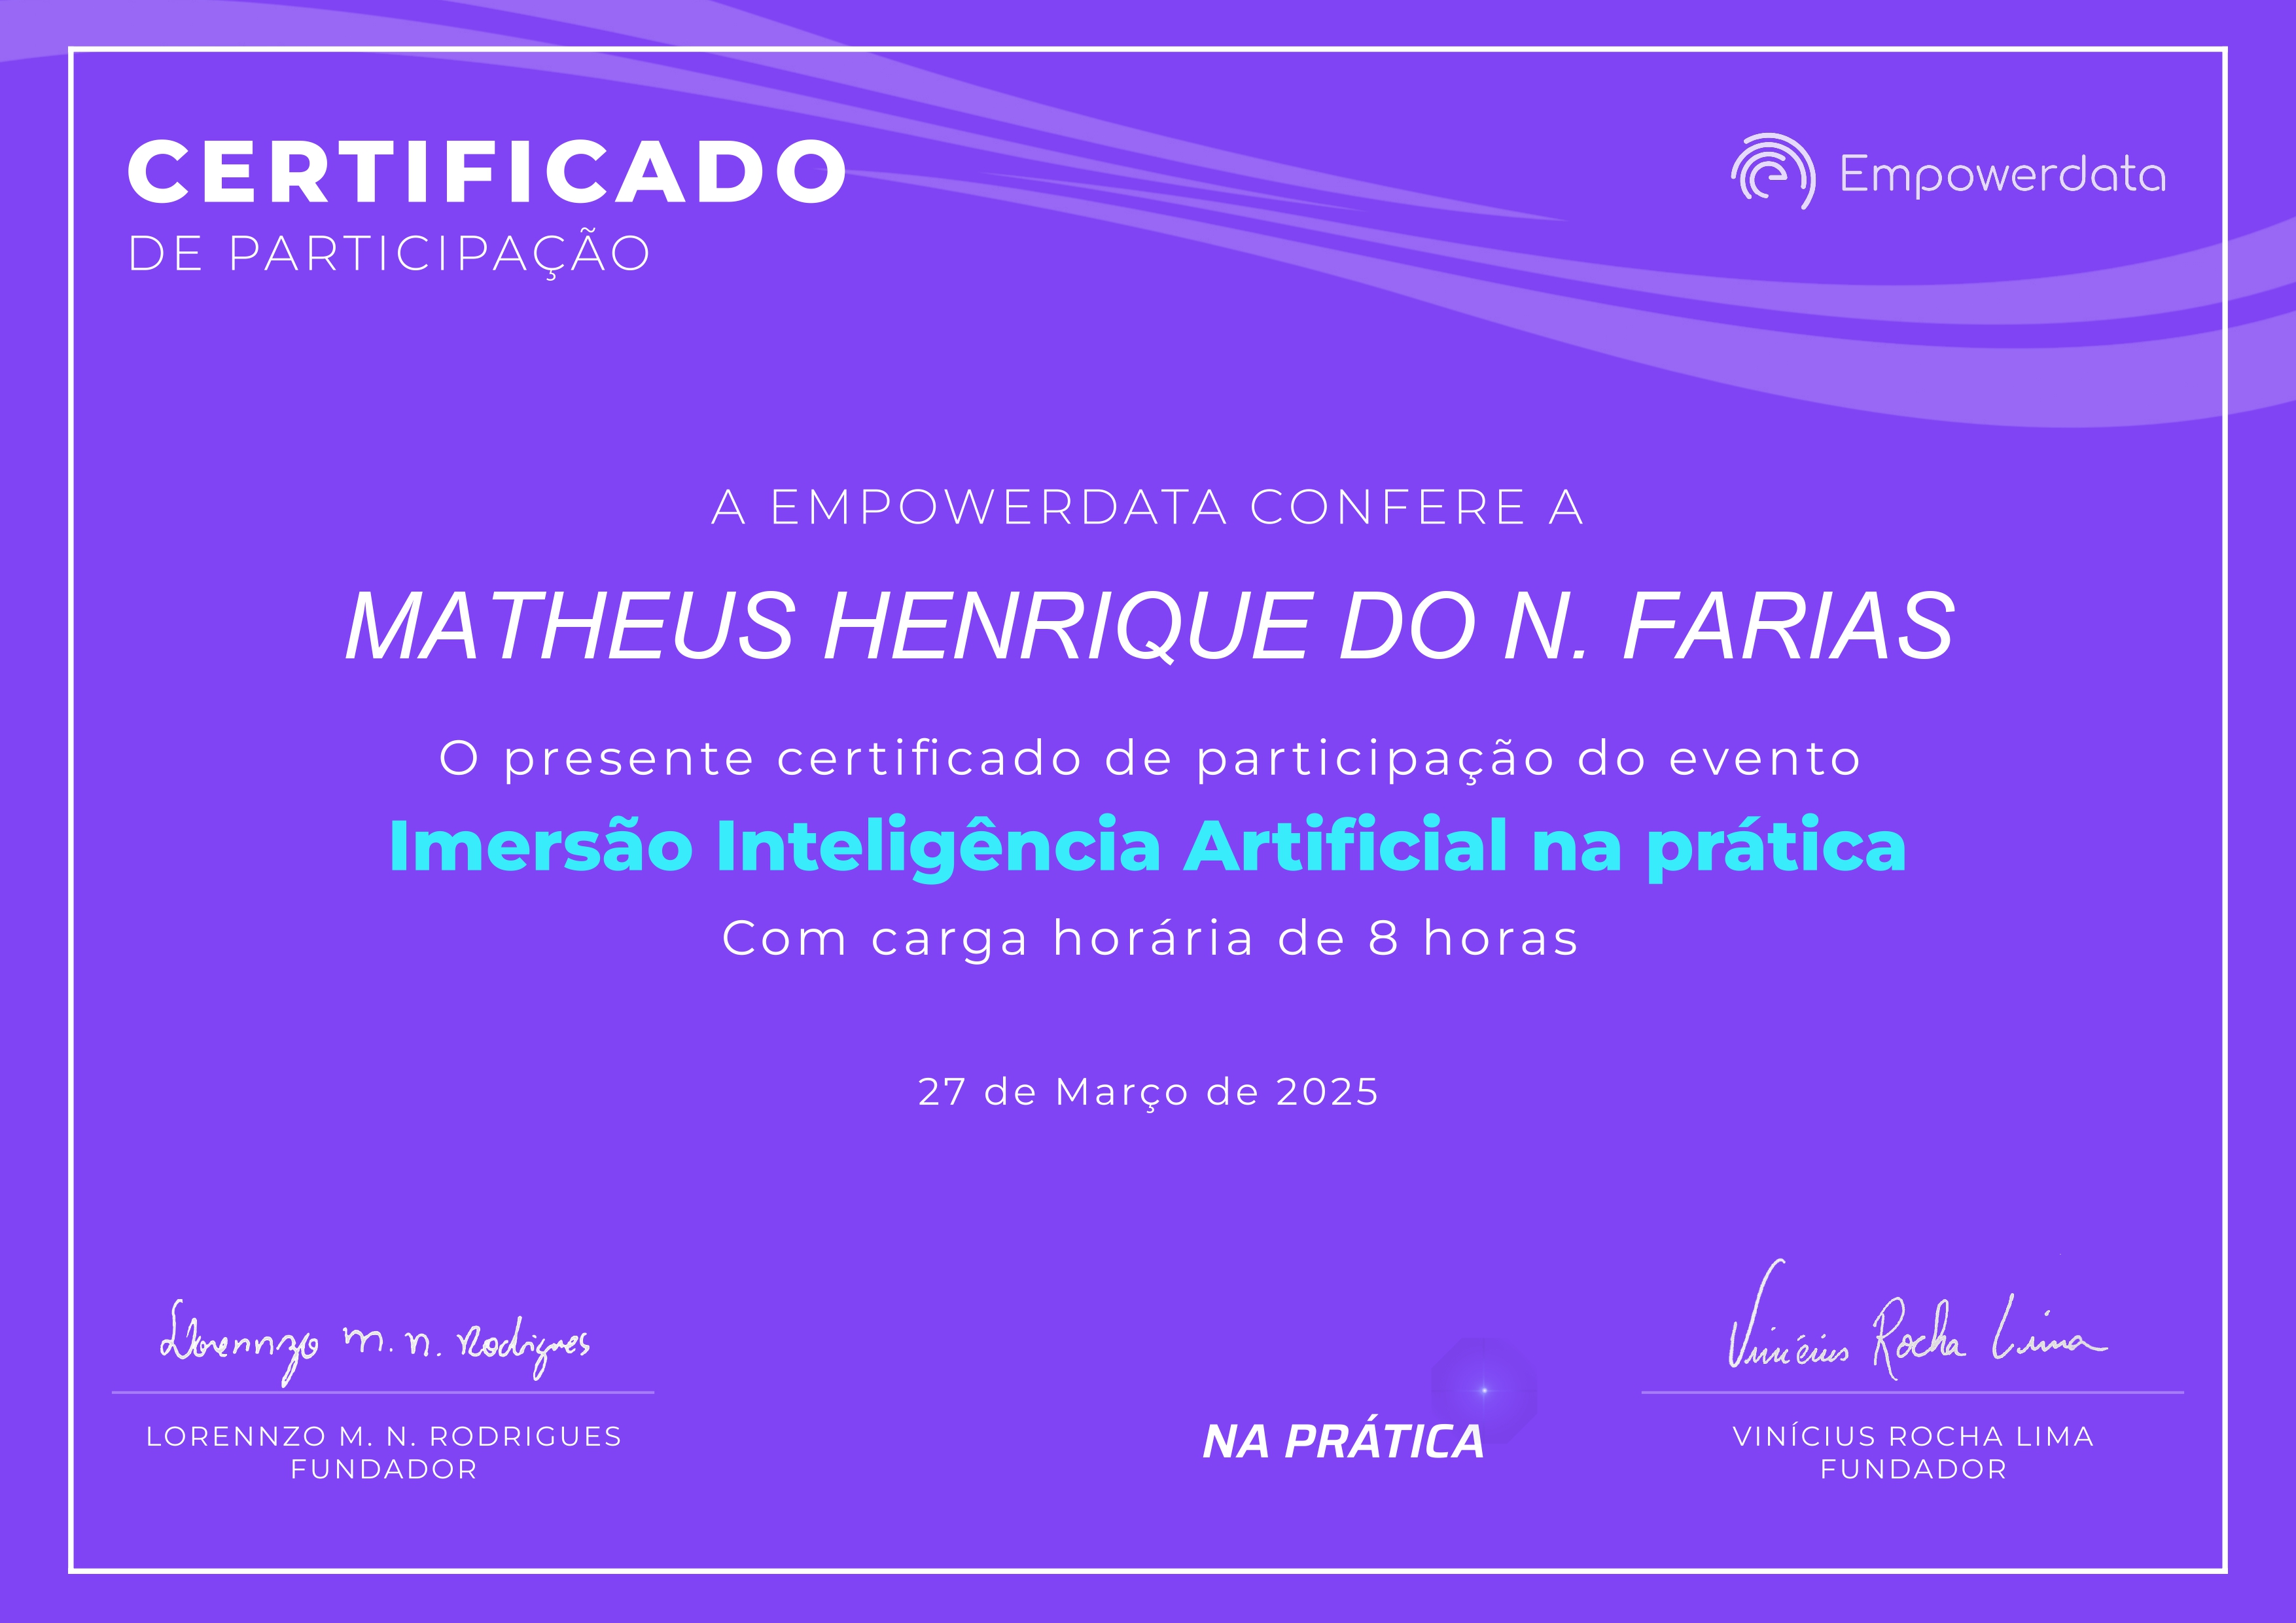 CERTIFICADO
DE PARTICIPAÇÃO
Empowerdata
A EMPOWERDATA CONFERE A
MATHEUS HENRIQUE DO N. FARIAS
O presente certificado de participação do evento
Imersão Inteligência Artificial na prática
Com carga horária de 8 horas
27 de Março de 2025
Lorennzo M. N. Rodrigues
LORENNZO M. N. RODRIGUES
FUNDADOR
NA PRÁTICA
Vinícius Rocha Lima
VINÍCIUS ROCHA LIMA
FUNDADOR